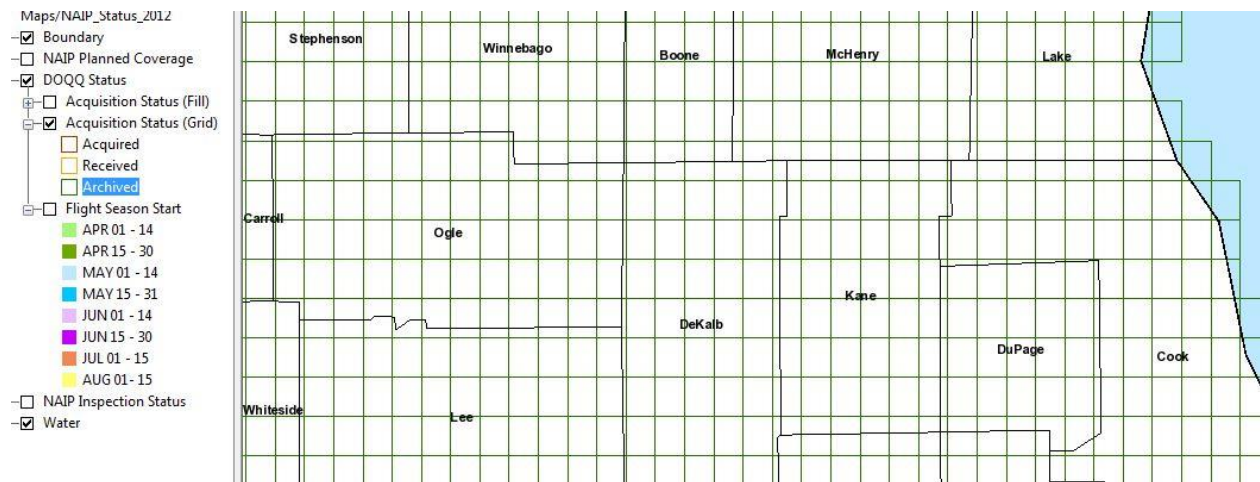 Maps/NAIP_Status_2012
Boundary
NAIP Planned Coverage
DOQQ Status
Acquisition Status (Fill)
Acquisition Status (Grid)
Acquired
Received
Archived
Flight Season Start
APR 01 - 14
APR 15 - 30
MAY 01 - 14
MAY 15 - 31
JUN 01 - 14
JUN 15 - 30
JUL 01 - 15
AUG 01 - 15
NAIP Inspection Status
Water
Stephenson
Winnebago
Boone
McHenry
Lake
Carroll
Ogle
Kane
DeKalb
DuPage
Cook
Whiteside
Lee